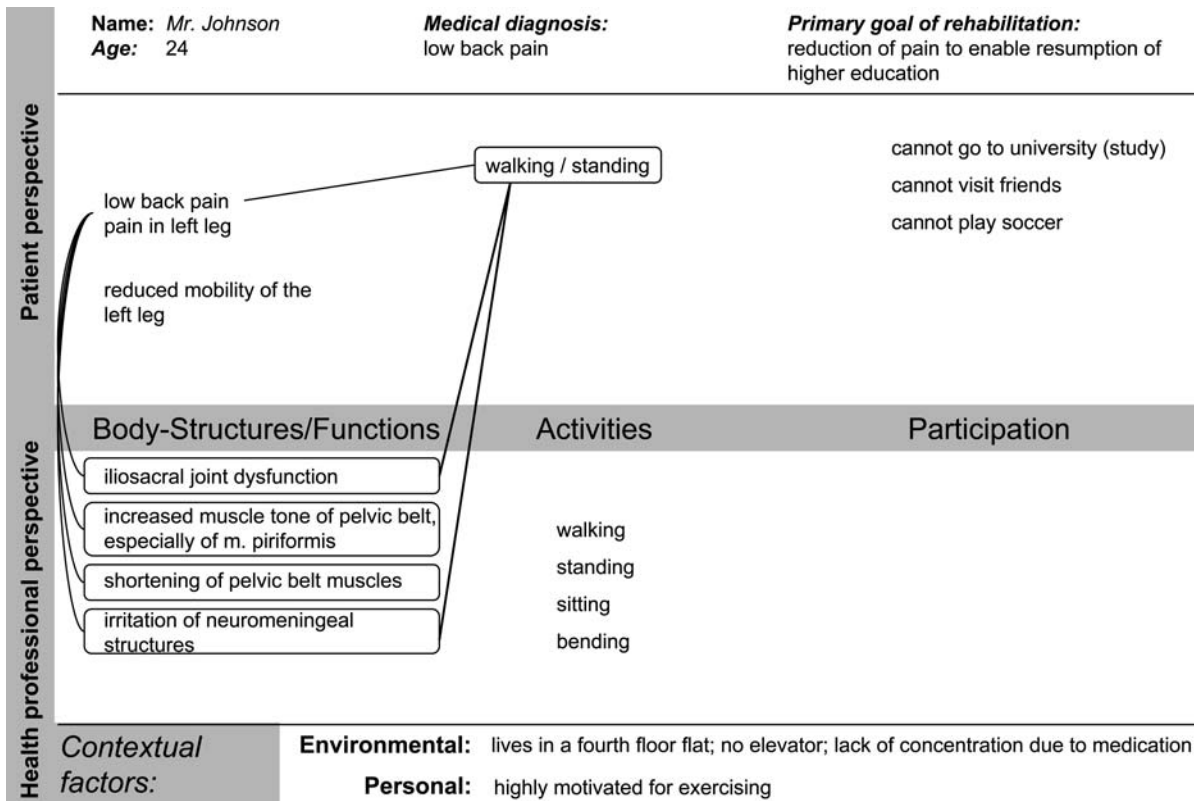 Name: Mr. Johnson
Age: 24
Medical diagnosis:
low back pain
Primary goal of rehabilitation:
reduction of pain to enable resumption of
higher education
Patient perspective
low back pain
pain in left leg
reduced mobility of the
left leg
walking / standing
cannot go to university (study)
cannot visit friends
cannot play soccer
Body-Structures/Functions
Activities
Participation
Health professional perspective
iliosacral joint dysfunction
increased muscle tone of pelvic belt,
especially of m. piriformis
shortening of pelvic belt muscles
irritation of neuromeningeal
structures
walking
standing
sitting
bending
Contextual
factors:
Environmental: lives in a fourth floor flat; no elevator; lack of concentration due to medication
Personal: highly motivated for exercising